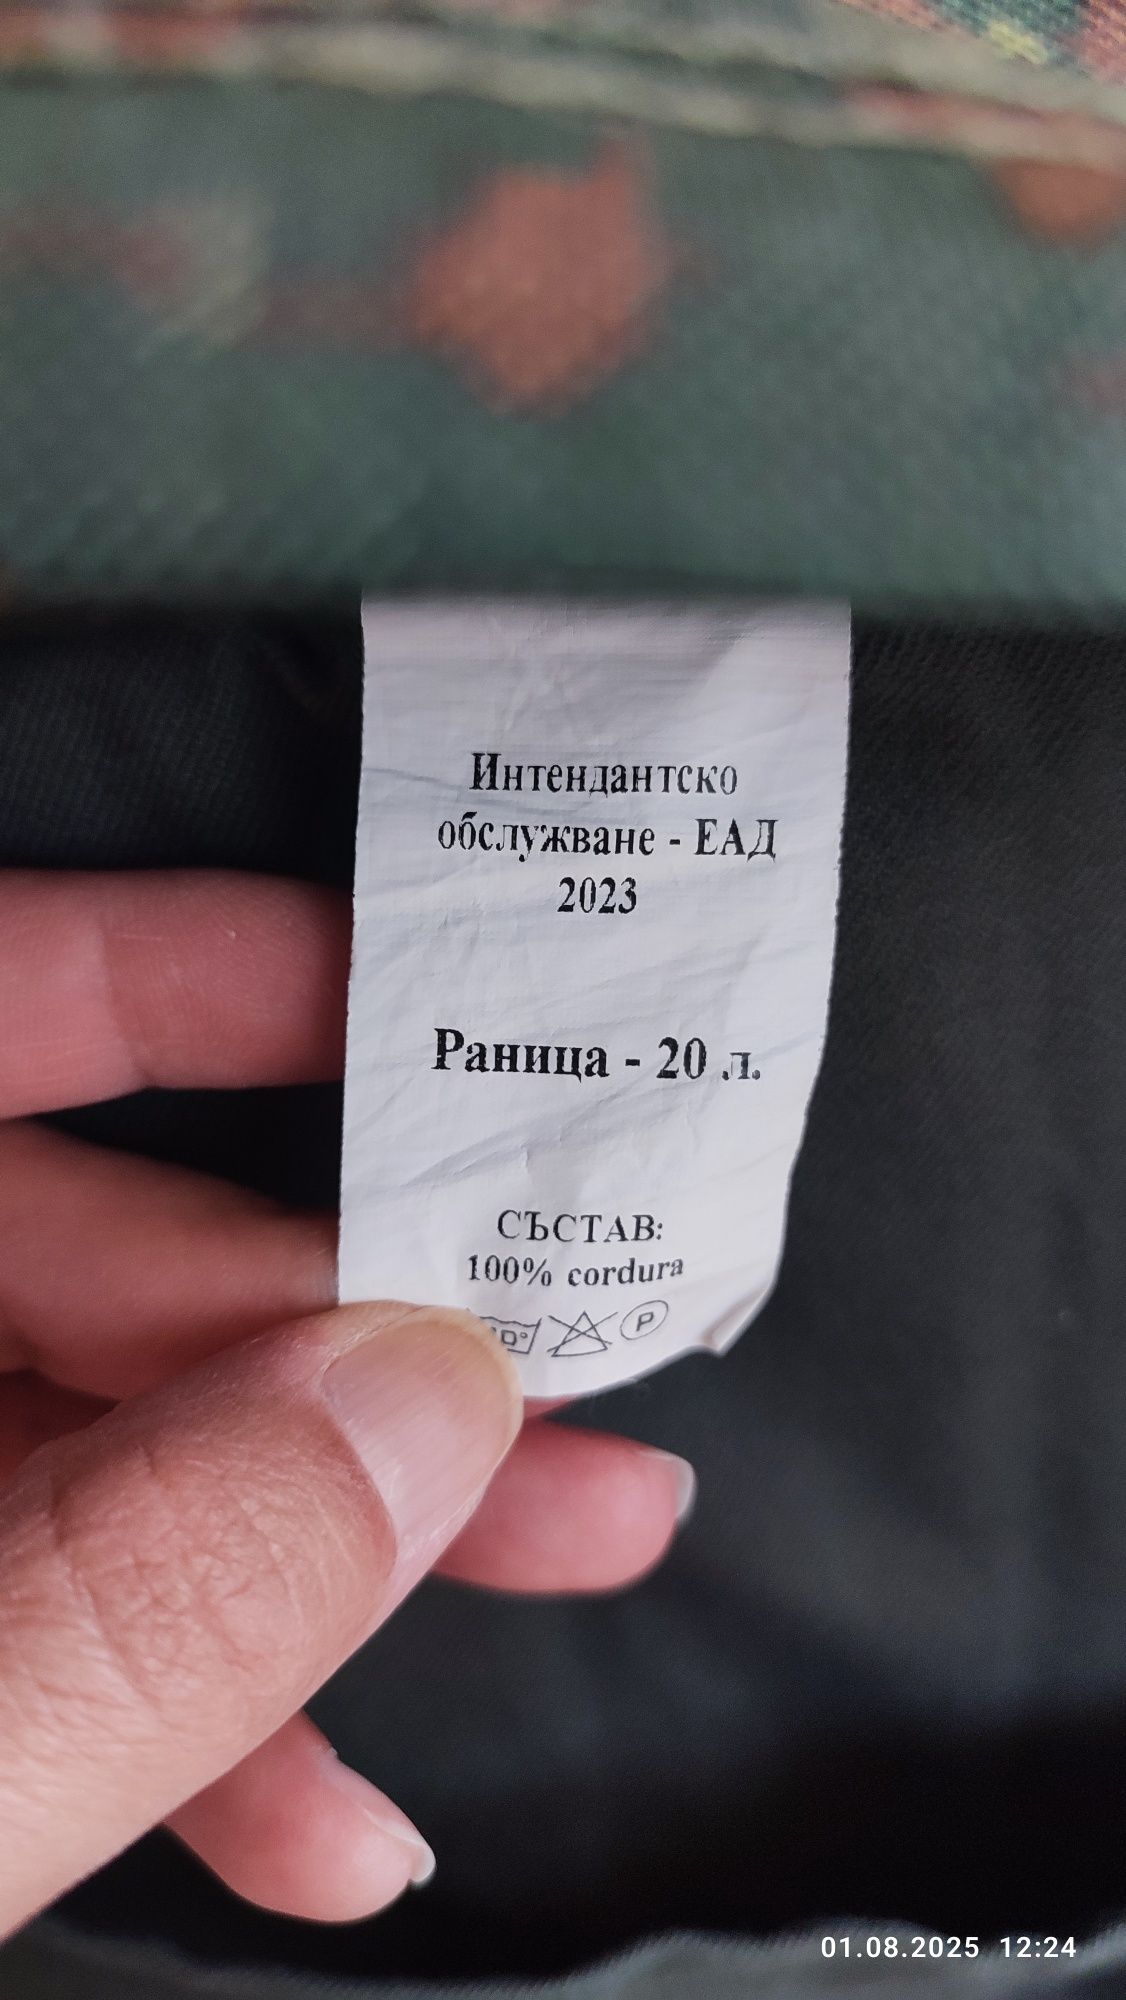 Интендантско
обслужване - ЕАД
2023
Раница - 20 л.
СЪСТАВ:
100% cordura
P
01.08.2025 12:24